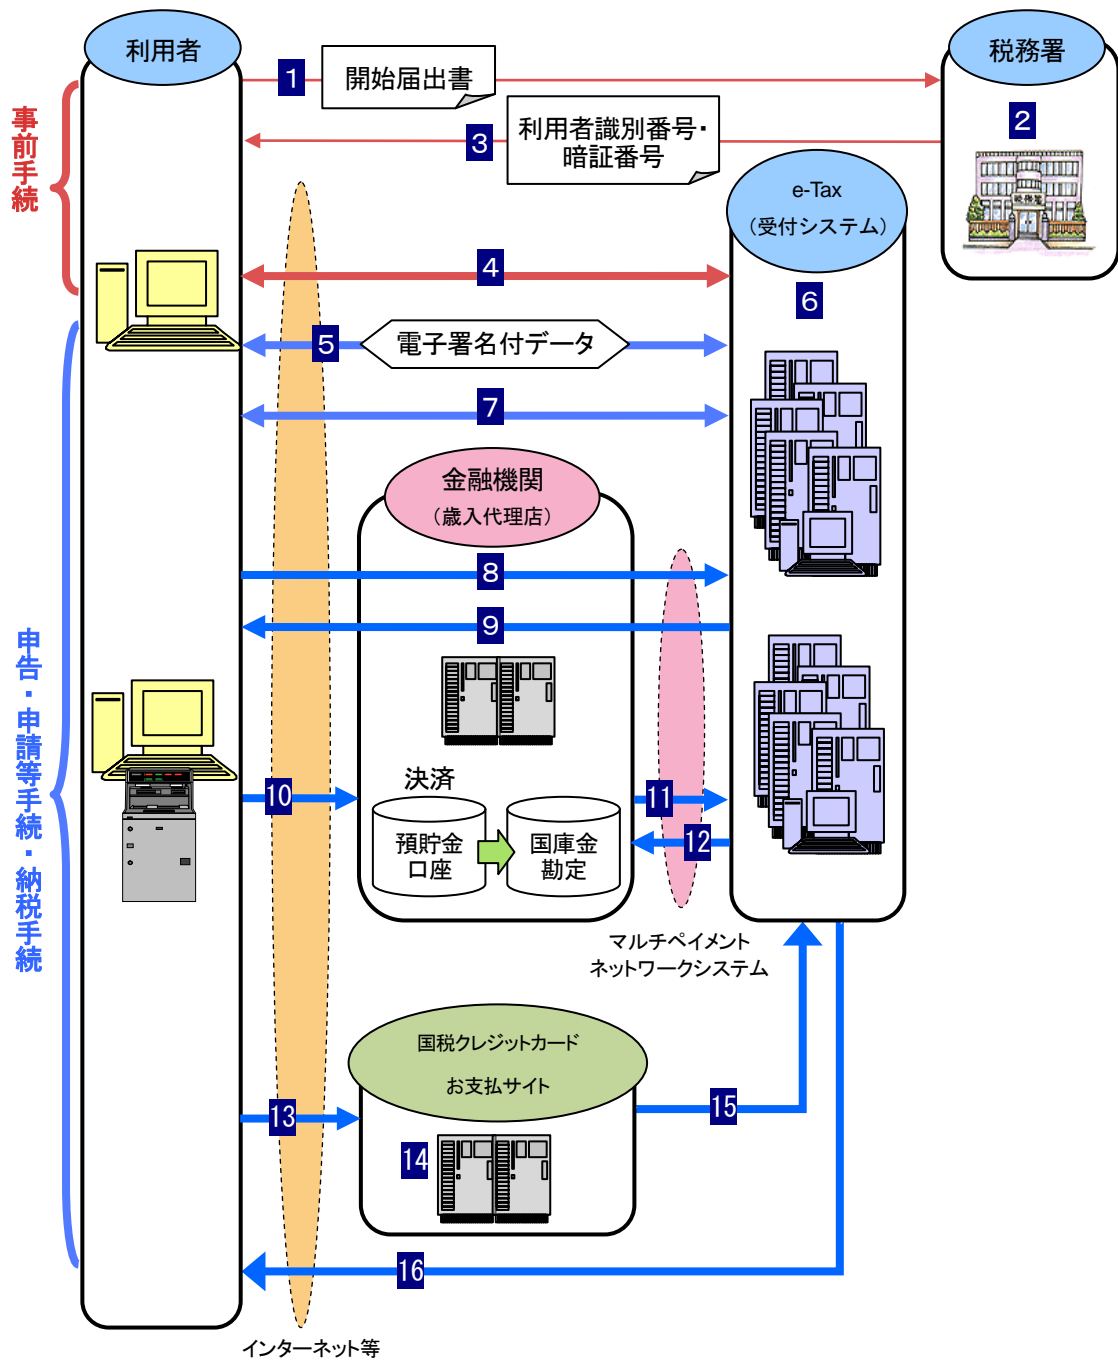 利用者
税務署
1
開始届出書
2
3
利用者識別番号・
暗証番号
事前手続
税務署
e-Tax
（受付システム）
4
6
5
電子署名付データ
7
金融機関
（歳入代理店）
8
9
申告・申請等手続・納税手続
決済
10
11
預貯金
口座
国庫金
勘定
12
マルチペイメント
ネットワークシステム
国税クレジットカード
お支払サイト
13
15
14
16
インターネット等